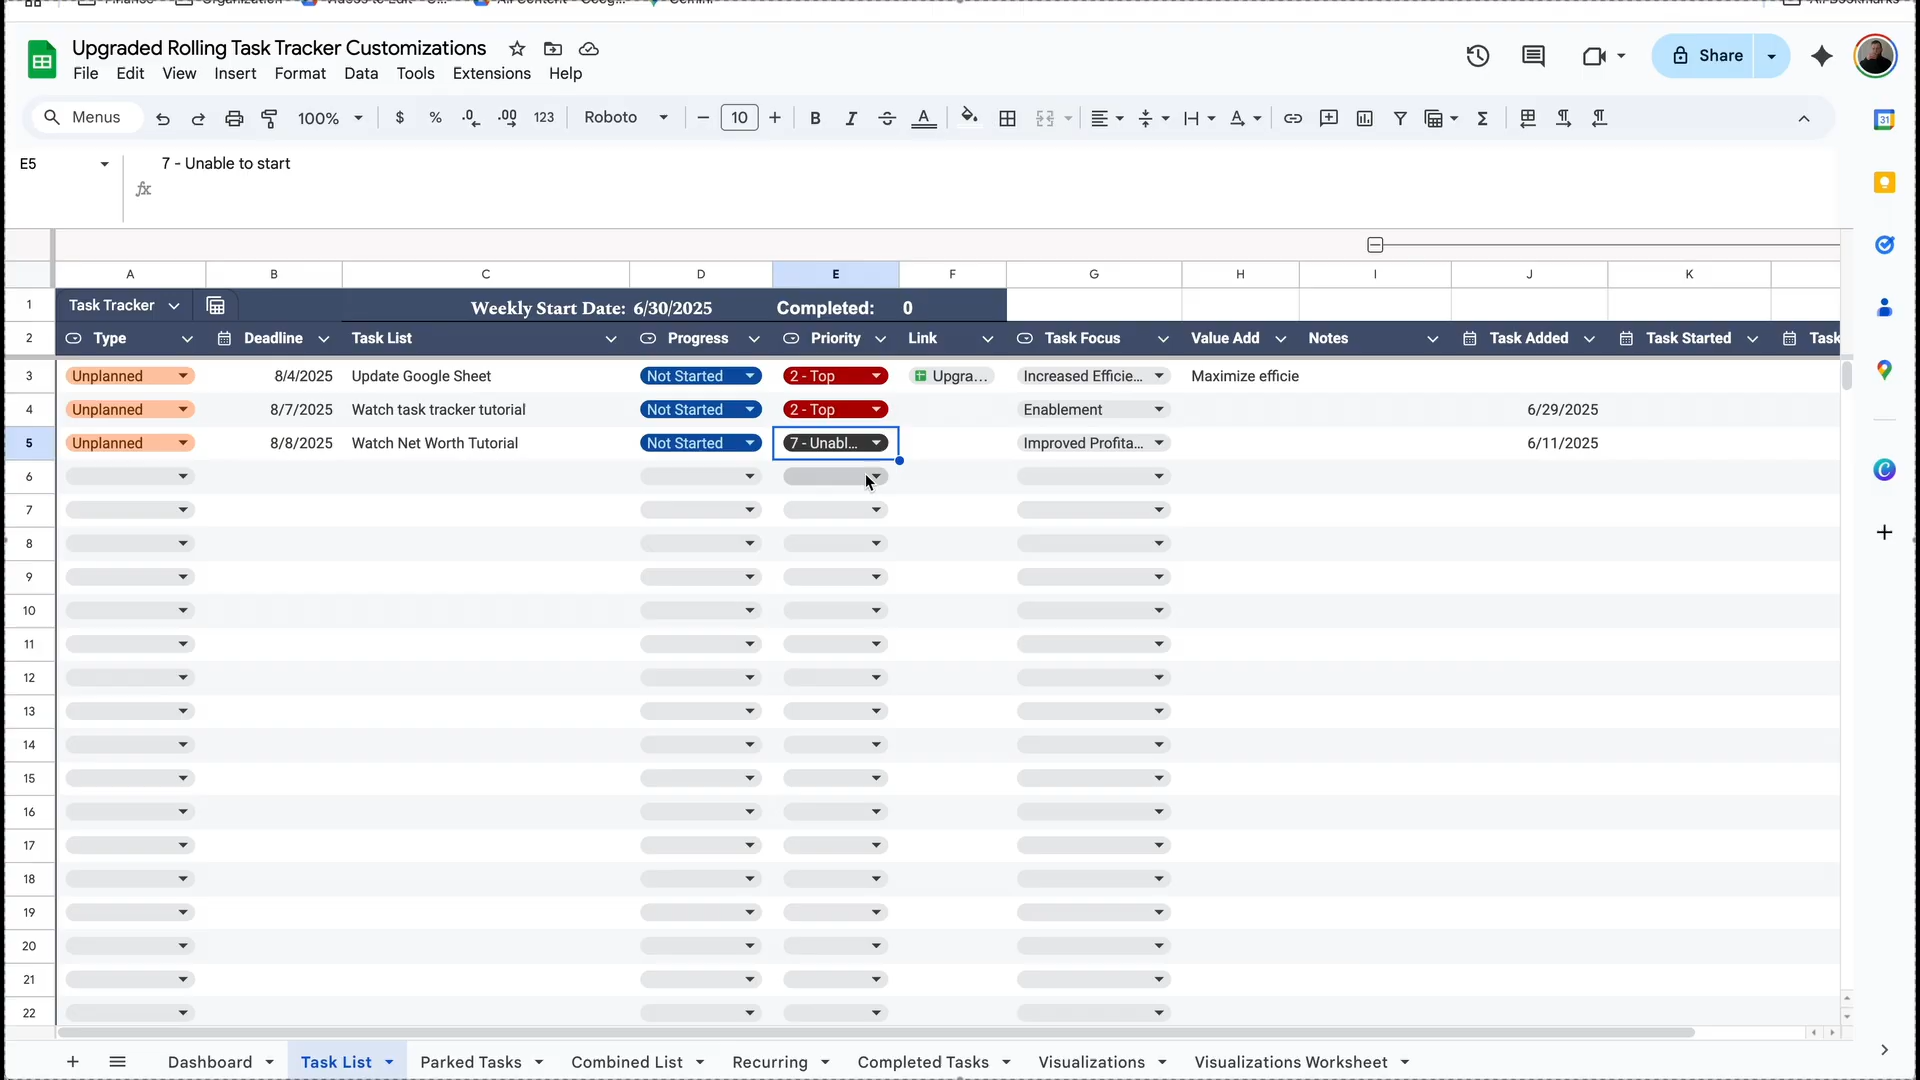 Upgraded Rolling Task Tracker Customizations
File Edit View Insert Format Data Tools Extensions Help
Share
Menus 100% $ % .0 .00 123 Roboto 10 B I A
E5 7 - Unable to start
fx
A B C D E F G H I J K
1 Task Tracker Weekly Start Date: 6/30/2025 Completed: 0
2 Type Deadline Task List Progress Priority Link Task Focus Value Add Notes Task Added Task Started Task
3 Unplanned 8/4/2025 Update Google Sheet Not Started 2 - Top Upgra... Increased Efficie... Maximize efficie
4 Unplanned 8/7/2025 Watch task tracker tutorial Not Started 2 - Top Enablement 6/29/2025
5 Unplanned 8/8/2025 Watch Net Worth Tutorial Not Started 7 - Unabl... Improved Profita... 6/11/2025
6
7
8
9
10
11
12
13
14
15
16
17
18
19
20
21
22
Dashboard Task List Parked Tasks Combined List Recurring Completed Tasks Visualizations Visualizations Worksheet